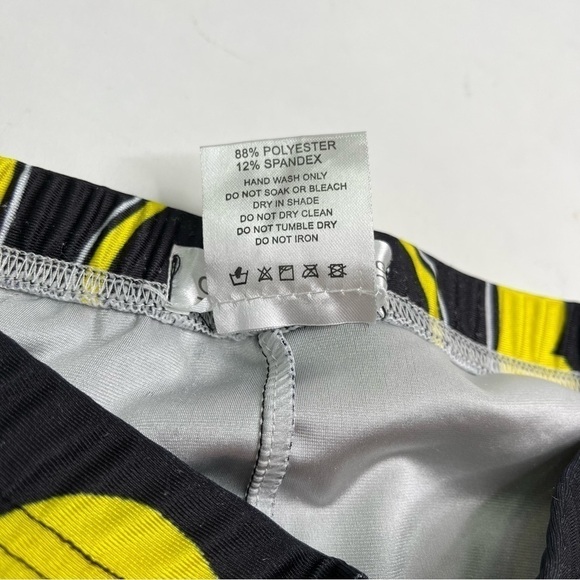 88% POLYESTER
12% SPANDEX
HAND WASH ONLY
DO NOT SOAK OR BLEACH
DRY IN SHADE
DO NOT DRY CLEAN
DO NOT TUMBLE DRY
DO NOT IRON